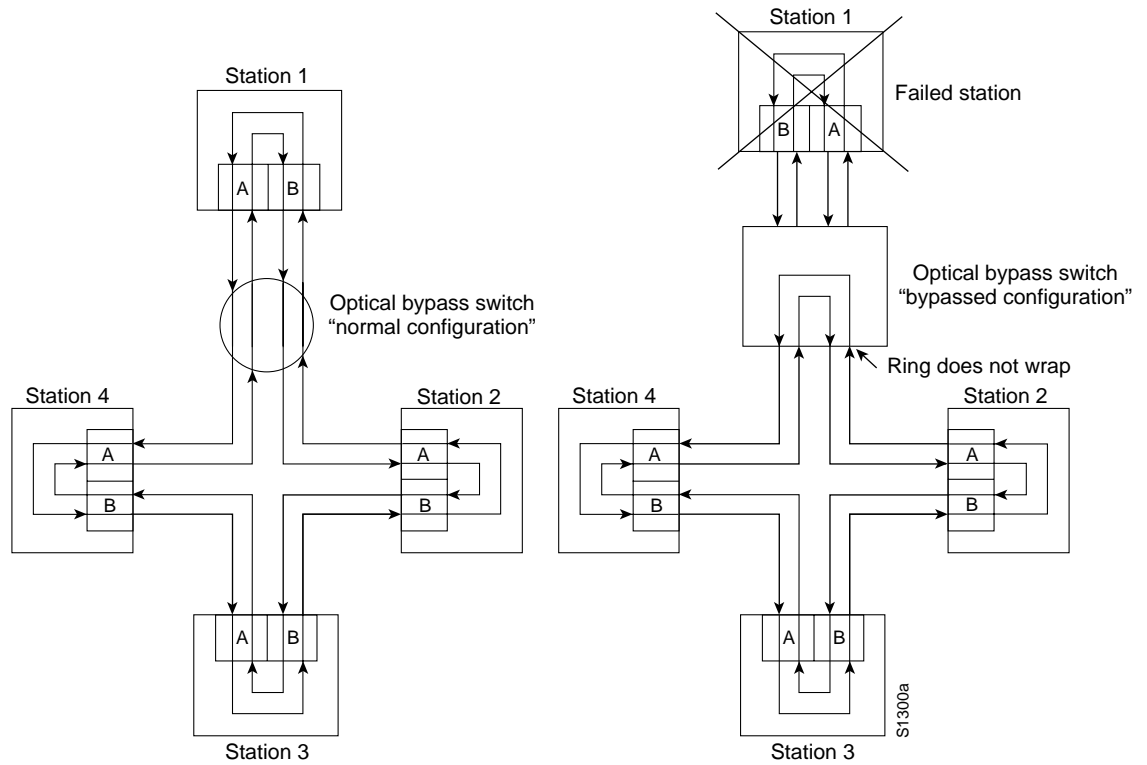 Station 1
A B
Optical bypass switch
“normal configuration”
Station 4
A
B
Station 2
A
B
A B
Station 3
Station 1
Failed station
B A
Optical bypass switch
“bypassed configuration”
Ring does not wrap
Station 4
A
B
Station 2
A
B
A B
Station 3
S1300a